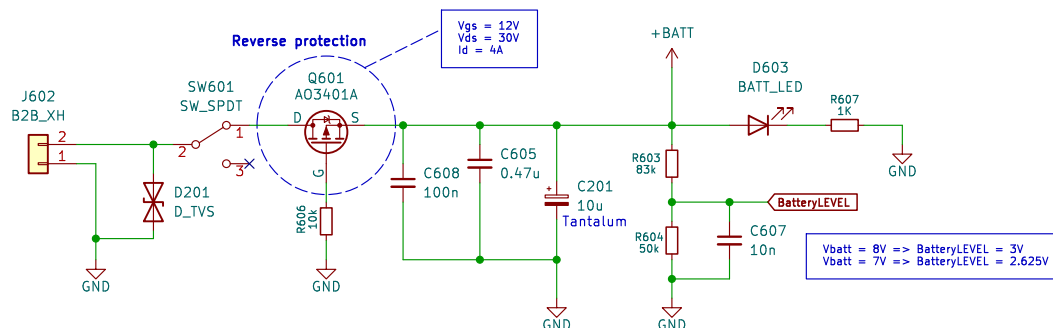 Vgs = 12V
Vds = 30V
Id = 4A
Reverse protection
+BATT
J602
B2B_XH
2
1
SW601
SW_SPDT
2
1
3
D201
D_TVS
Q601
AO3401A
D
S
G
R606
10k
GND
GND
C608
100n
C605
0.47u
+
C201
10u
Tantalum
GND
R603
83k
R604
50k
GND
C607
10n
BatteryLEVEL
D603
BATT_LED
R607
1K
GND
Vbatt = 8V => BatteryLEVEL = 3V
Vbatt = 7V => BatteryLEVEL = 2.625V